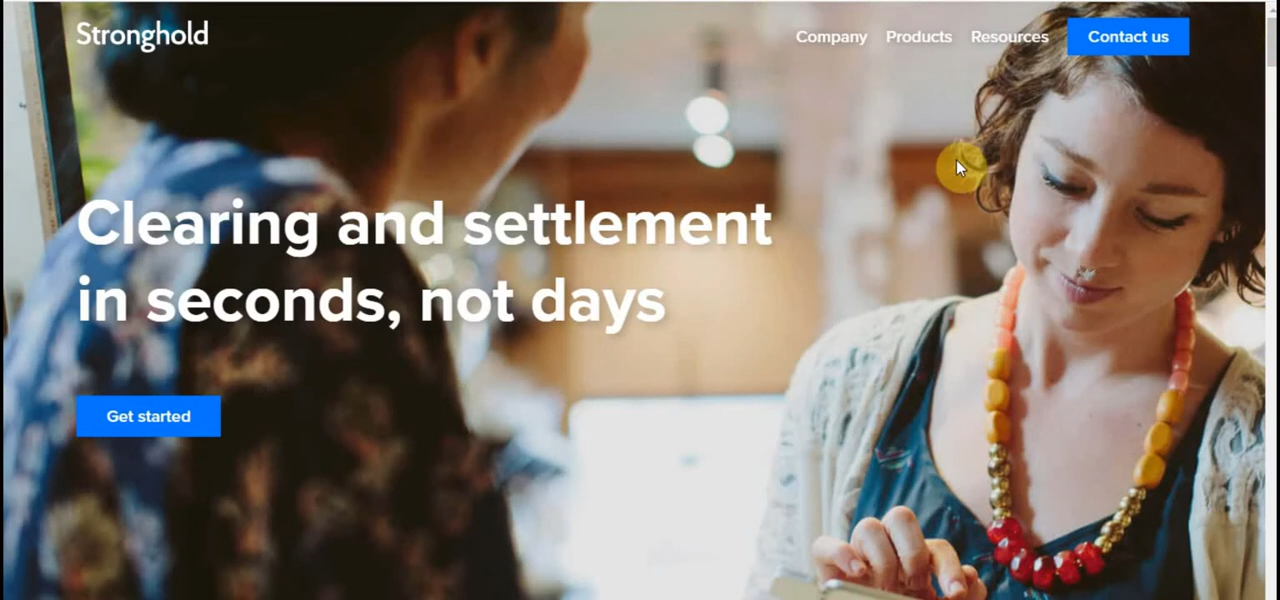 Stronghold
Company Products Resources Contact us
Clearing and settlement
in seconds, not days
Get started